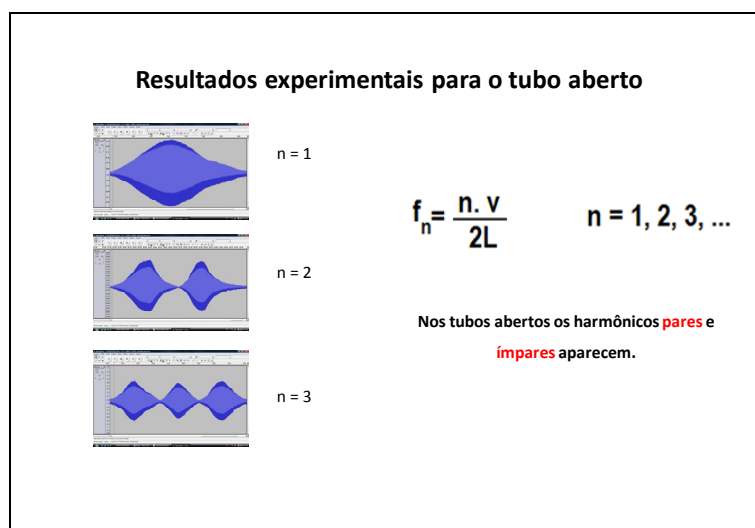 Resultados experimentais para o tubo aberto
n = 1
n = 2
n = 3
fn= n. v / 2L n = 1, 2, 3, ...
Nos tubos abertos os harmônicos pares e
ímpares aparecem.